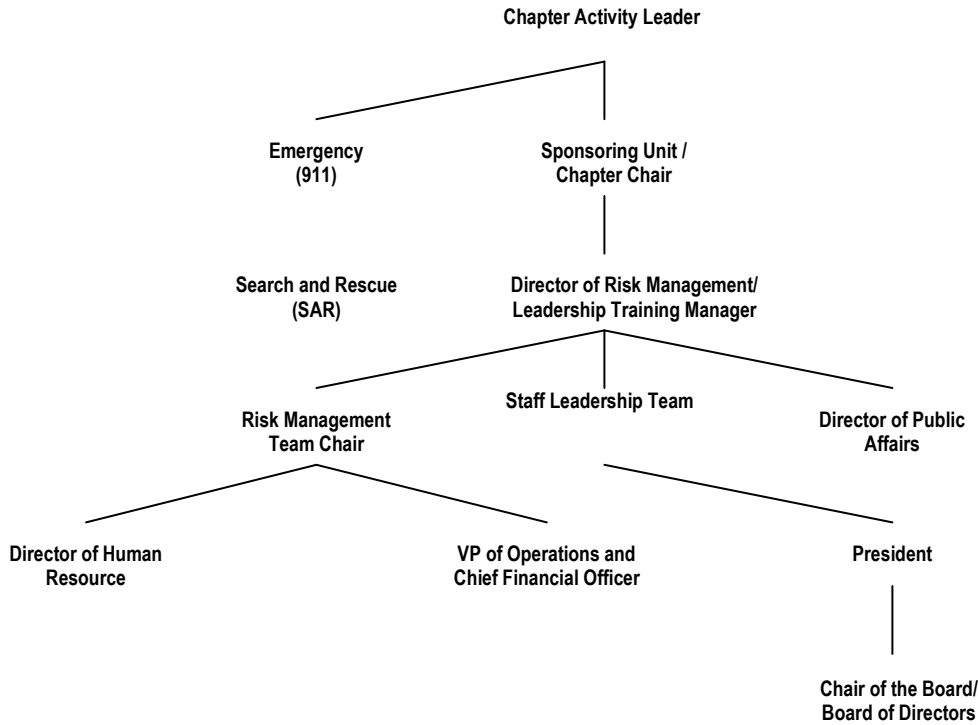 Chapter Activity Leader
Emergency
(911)
Sponsoring Unit /
Chapter Chair
Search and Rescue
(SAR)
Director of Risk Management/
Leadership Training Manager
Risk Management
Team Chair
Staff Leadership Team
Director of Public
Affairs
Director of Human
Resource
VP of Operations and
Chief Financial Officer
President
Chair of the Board/
Board of Directors